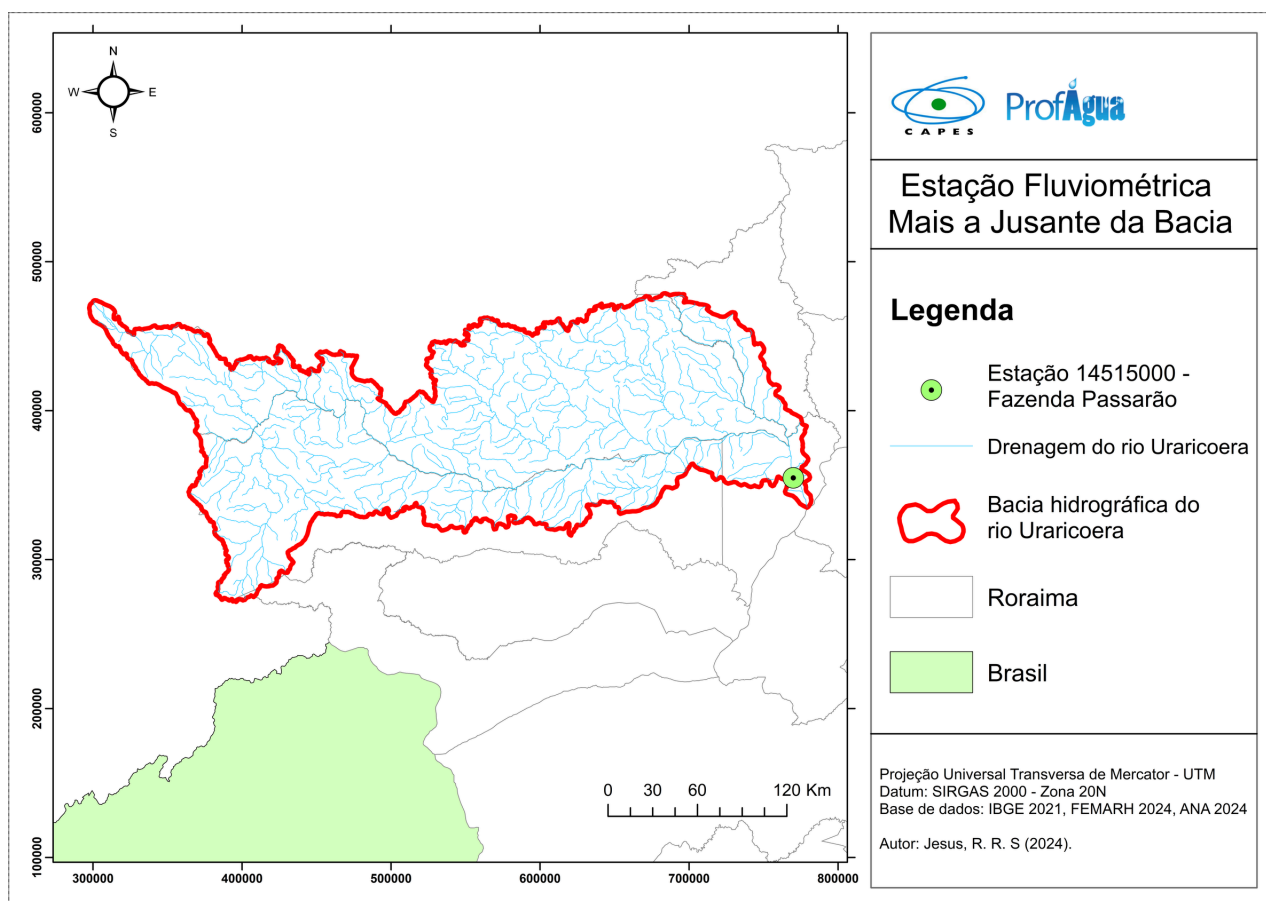 N
W
E
S
600000
500000
400000
300000
200000
100000
300000
400000
500000
600000
700000
800000
0 30 60 120 Km
CAPES
ProfÁgua
Estação Fluviométrica
Mais a Jusante da Bacia
Legenda
Estação 14515000 -
Fazenda Passarão
Drenagem do rio Uraricoera
Bacia hidrográfica do
rio Uraricoera
Roraima
Brasil
Projeção Universal Transversa de Mercator - UTM
Datum: SIRGAS 2000 - Zona 20N
Base de dados: IBGE 2021, FEMARH 2024, ANA 2024
Autor: Jesus, R. R. S (2024).